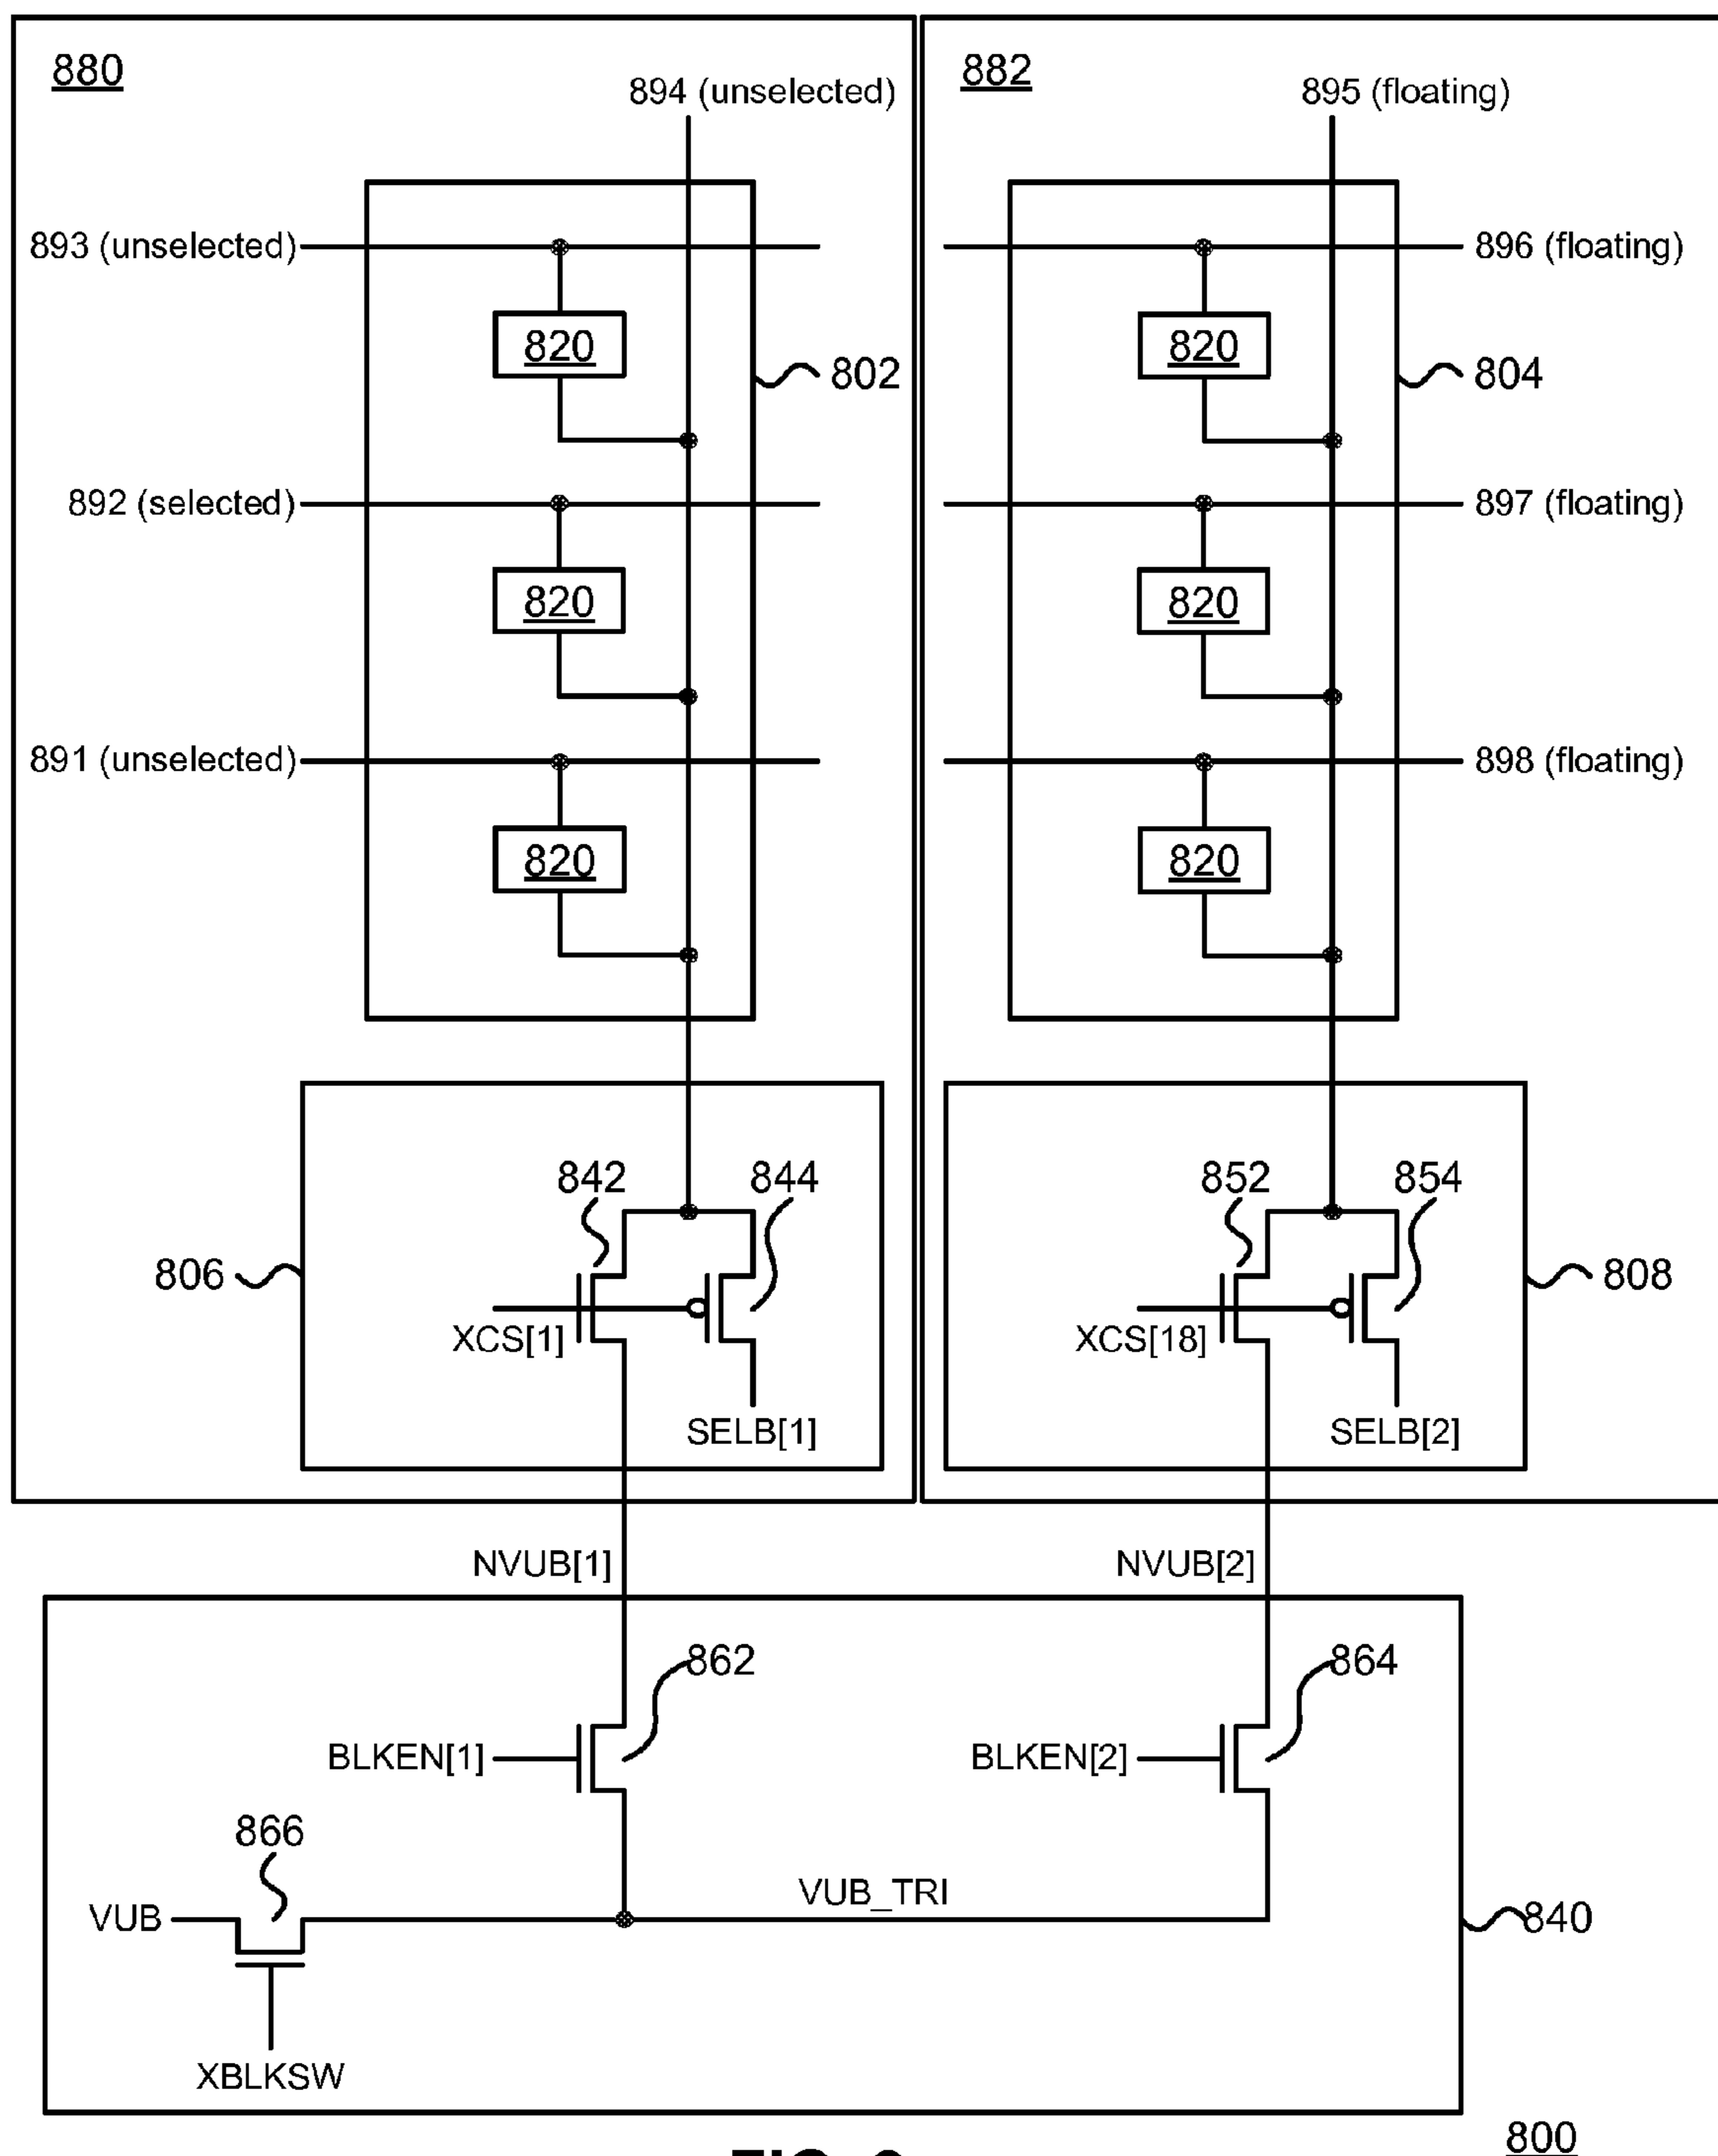 880
894 (unselected)
882
895 (floating)
893 (unselected)
896 (floating)
820
820
802
804
892 (selected)
897 (floating)
820
820
891 (unselected)
898 (floating)
820
820
842
844
852
854
806
808
XCS[1]
XCS[18]
SELB[1]
SELB[2]
NVUB[1]
NVUB[2]
862
864
BLKEN[1]
BLKEN[2]
866
VUB
VUB_TRI
840
XBLKSW
800